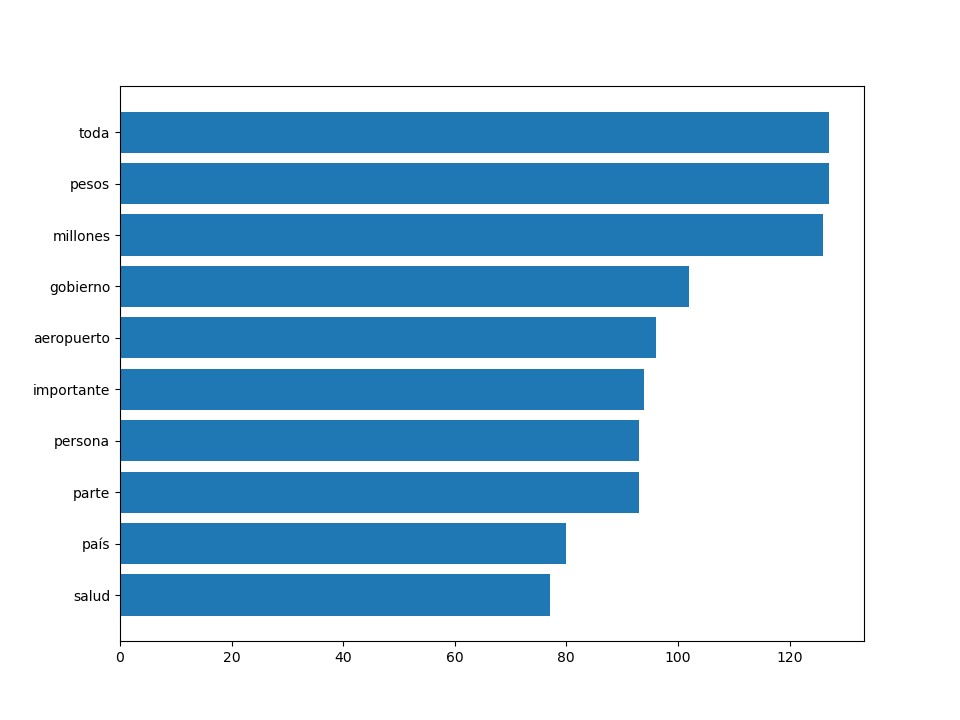 toda
pesos
millones
gobierno
aeropuerto
importante
persona
parte
país
salud
0 20 40 60 80 100 120